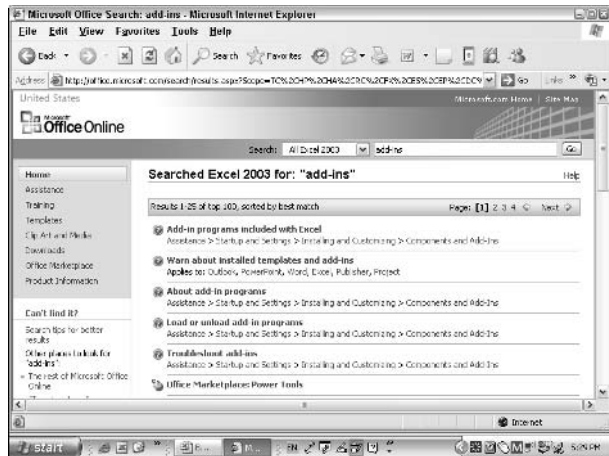 Microsoft Office Search: add-ins - Microsoft Internet Explorer
File Edit View Favorites Tools Help
Back Search Favorites
Address Go Links
United States
Microsoft.com Home | Site Map
Microsoft
Office Online
Search: All Excel 2003 add-ins Go
Home
Assistance
Training
Templates
Clip Art and Media
Downloads
Office Marketplace
Product Information
Can't find it?
Search tips for better
results
Other places to look for
"add-ins":
The rest of Microsoft Office
Online
Searched Excel 2003 for: "add-ins"
Help
Results 1-25 of top 100, sorted by best match
Page: [1] 2 3 4 Next
Add-in programs included with Excel
Assistance > Startup and Settings > Installing and Customizing > Components and Add-Ins
Warn about installed templates and add-ins
Applies to: Outlook, PowerPoint, Word, Excel, Publisher, Project
About add-in programs
Assistance > Startup and Settings > Installing and Customizing > Components and Add-Ins
Load or unload add-in programs
Assistance > Startup and Settings > Installing and Customizing > Components and Add-Ins
Troubleshoot add-ins
Assistance > Startup and Settings > Installing and Customizing > Components and Add-Ins
Office Marketplace: Power Tools
Internet
start
EN